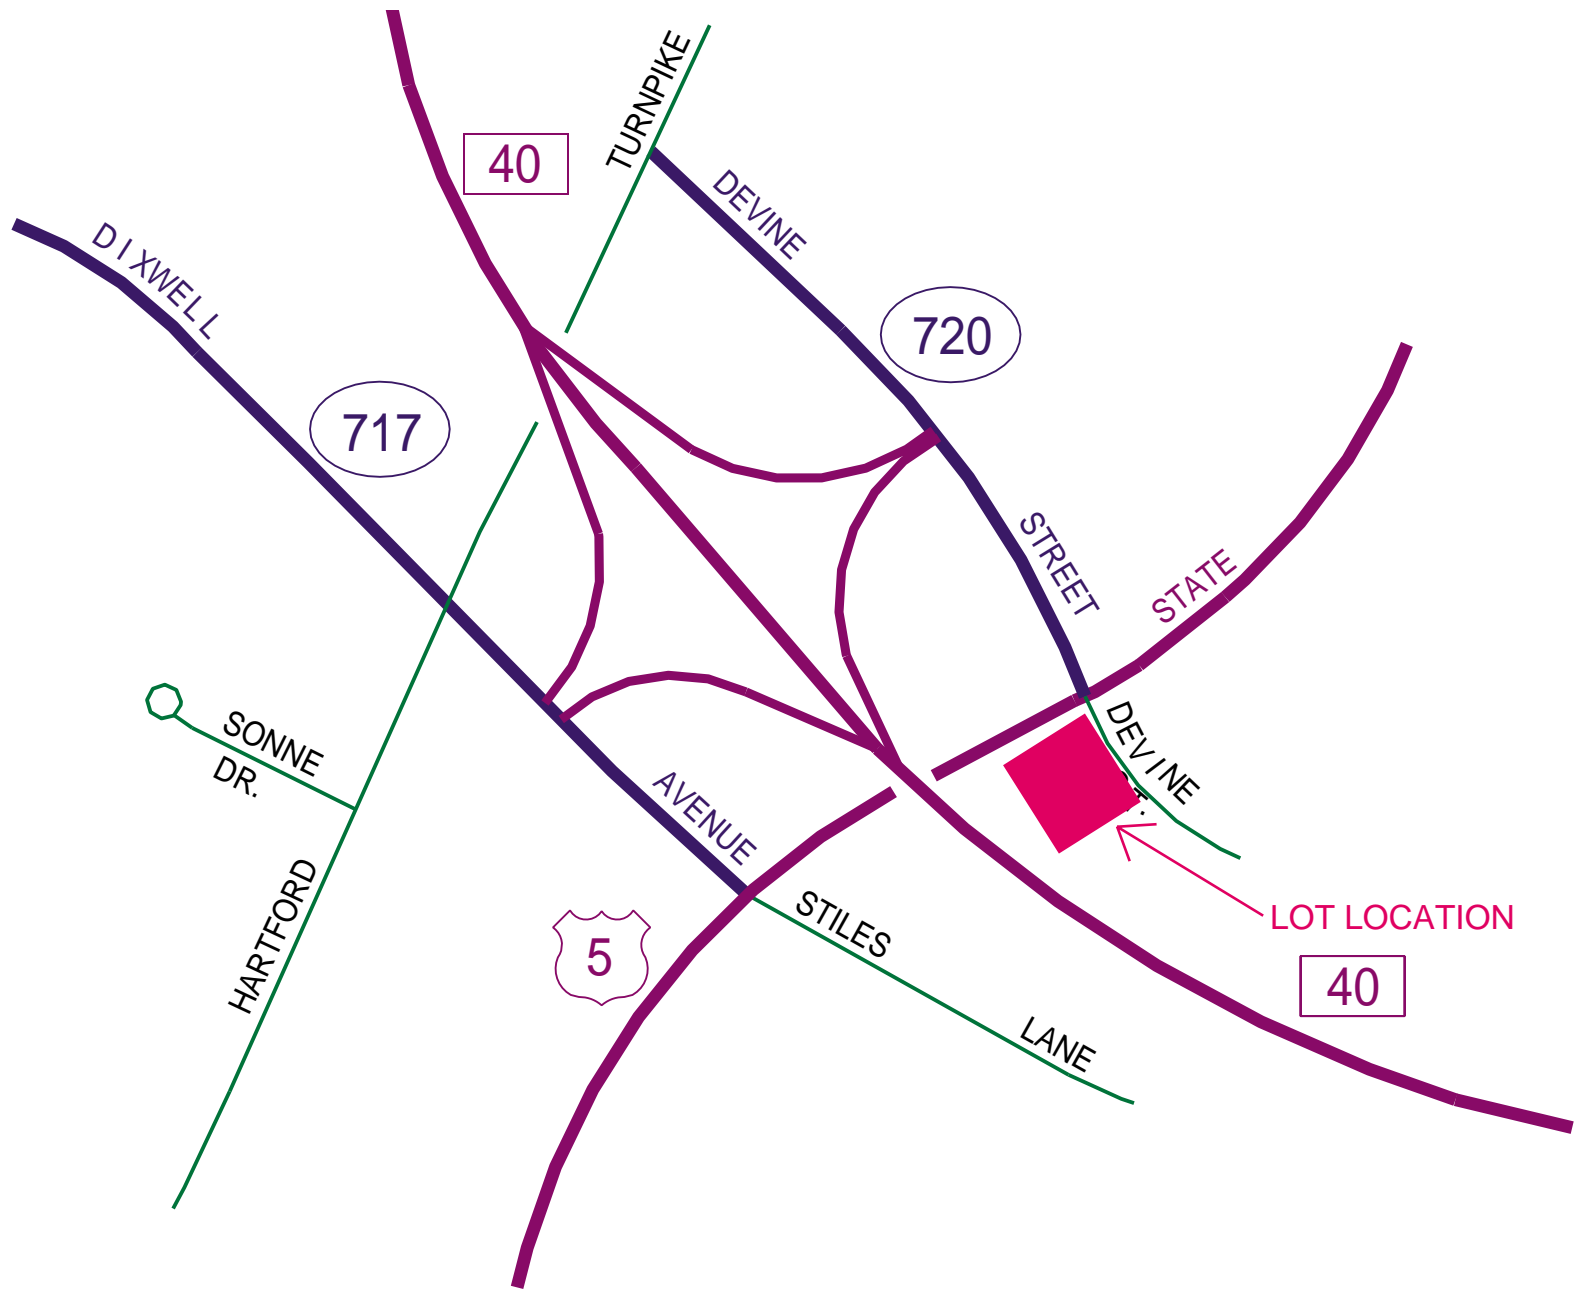 TURNPIKE
40
DEVINE
DIXWELL
720
717
STREET
STATE
SONNE
DR.
DEVINE
AVENUE
HARTFORD
STILES
LOT LOCATION
5
40
LANE